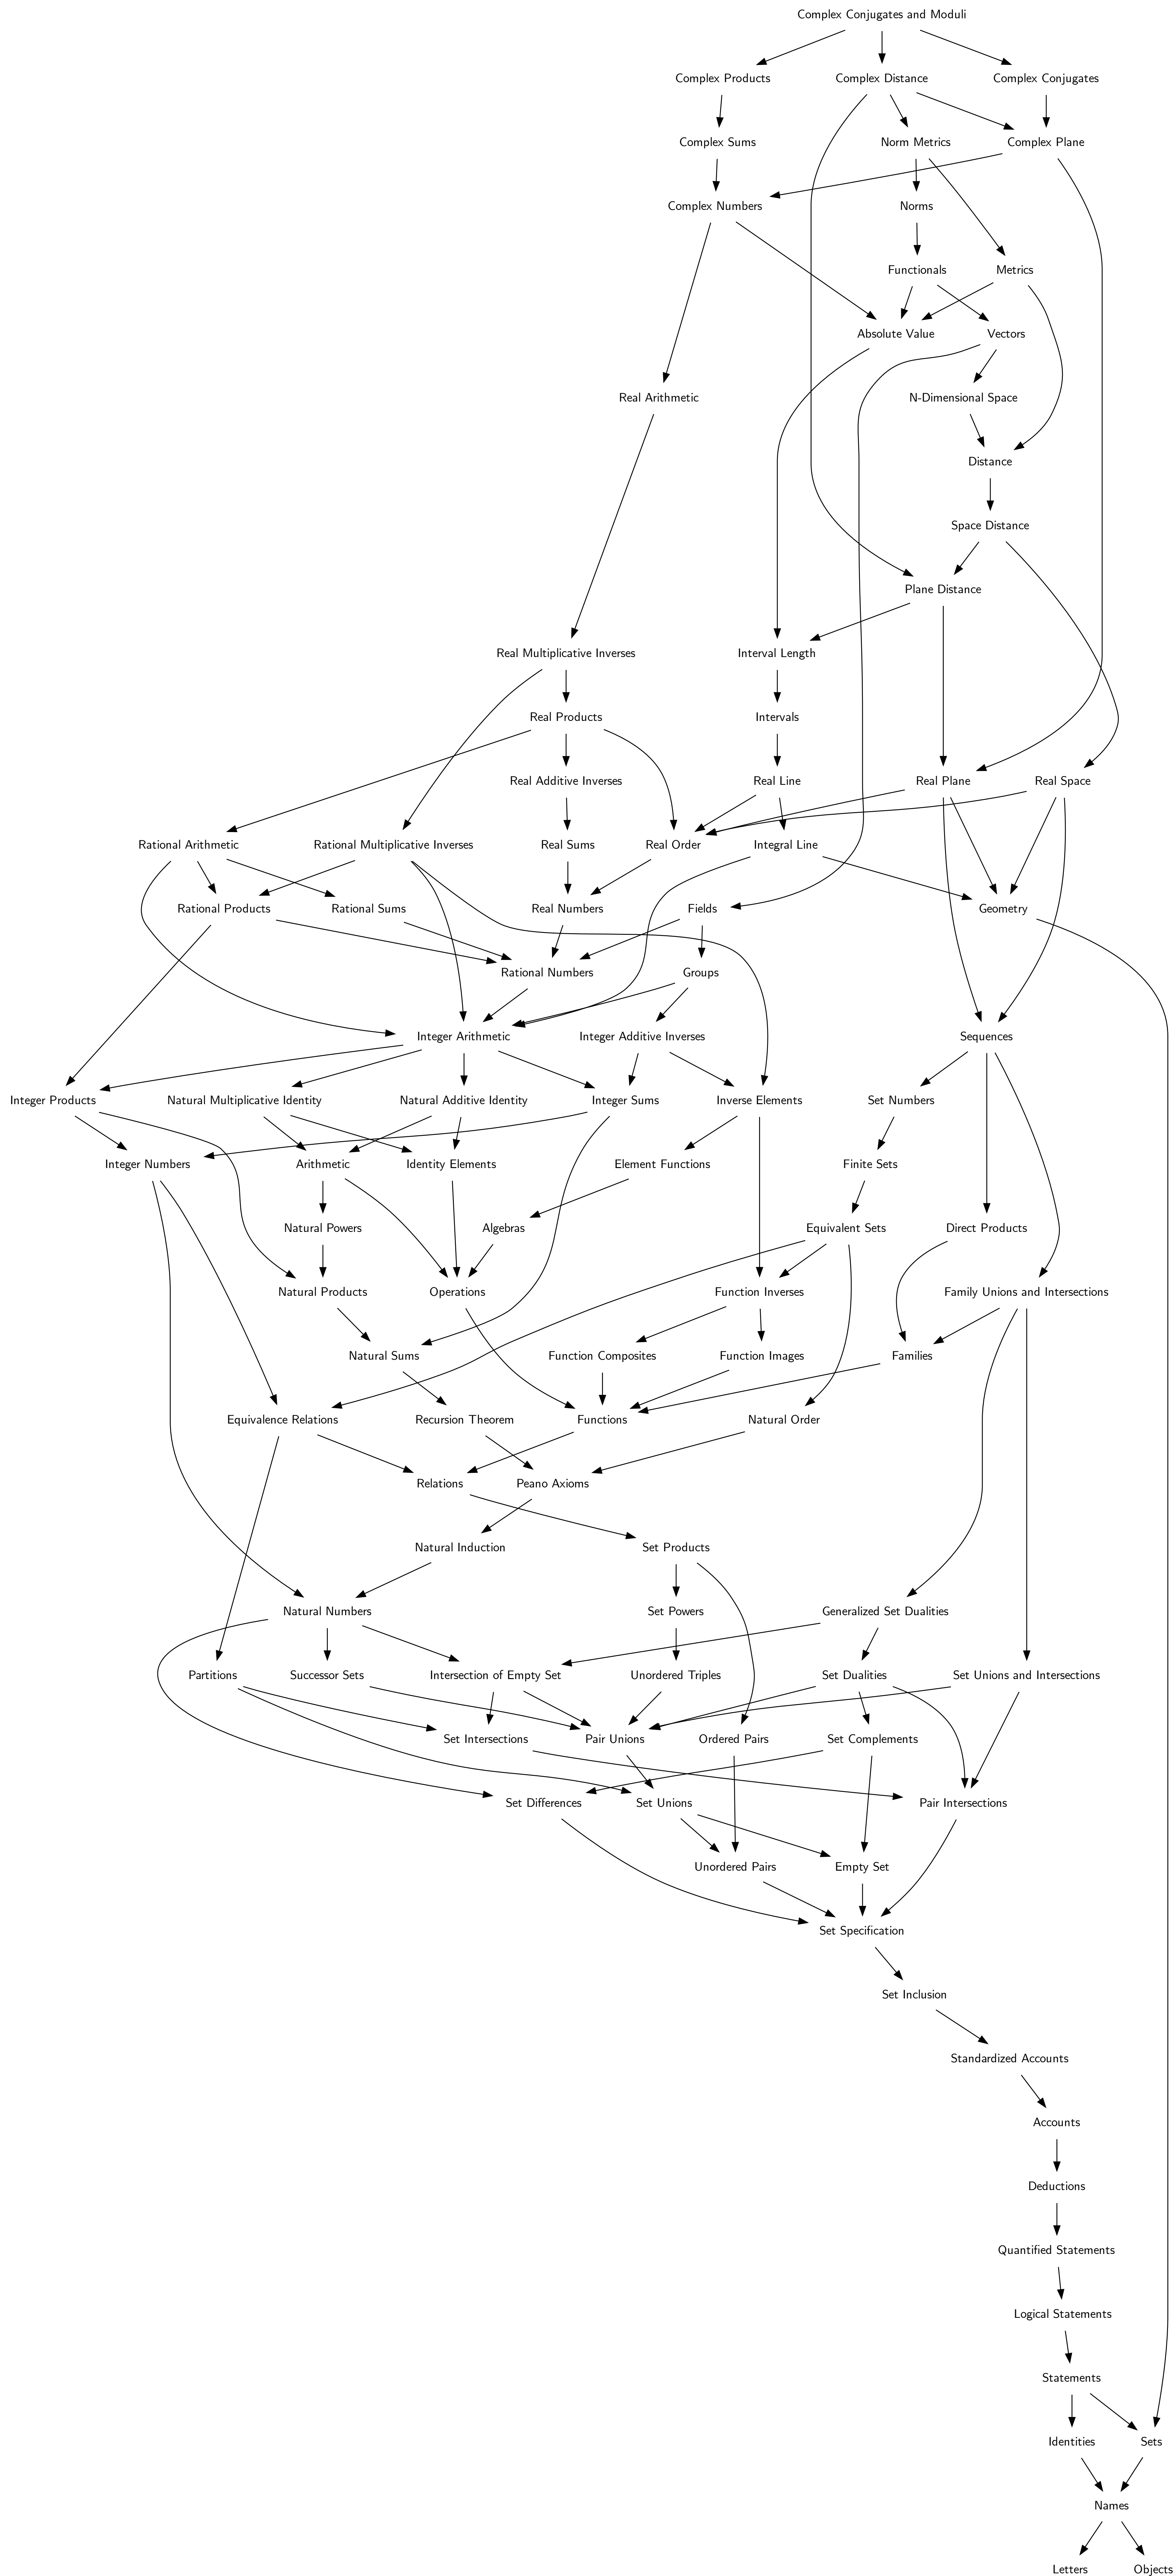 Complex Conjugates and Moduli
Complex Products
Complex Distance
Complex Conjugates
Complex Sums
Norm Metrics
Complex Plane
Complex Numbers
Norms
Functionals
Metrics
Absolute Value
Vectors
Real Arithmetic
N-Dimensional Space
Distance
Space Distance
Plane Distance
Real Multiplicative Inverses
Interval Length
Real Products
Intervals
Real Additive Inverses
Real Line
Real Plane
Real Space
Rational Arithmetic
Rational Multiplicative Inverses
Real Sums
Real Order
Integral Line
Rational Products
Rational Sums
Real Numbers
Fields
Geometry
Rational Numbers
Groups
Integer Arithmetic
Integer Additive Inverses
Sequences
Integer Products
Natural Multiplicative Identity
Natural Additive Identity
Integer Sums
Inverse Elements
Set Numbers
Integer Numbers
Arithmetic
Identity Elements
Element Functions
Finite Sets
Natural Powers
Algebras
Equivalent Sets
Direct Products
Natural Products
Operations
Function Inverses
Family Unions and Intersections
Natural Sums
Function Composites
Function Images
Families
Equivalence Relations
Recursion Theorem
Functions
Natural Order
Relations
Peano Axioms
Natural Induction
Set Products
Natural Numbers
Set Powers
Generalized Set Dualities
Partitions
Successor Sets
Intersection of Empty Set
Unordered Triples
Set Dualities
Set Unions and Intersections
Set Intersections
Pair Unions
Ordered Pairs
Set Complements
Set Differences
Set Unions
Pair Intersections
Unordered Pairs
Empty Set
Set Specification
Set Inclusion
Standardized Accounts
Accounts
Deductions
Quantified Statements
Logical Statements
Statements
Identities
Sets
Names
Letters
Objects